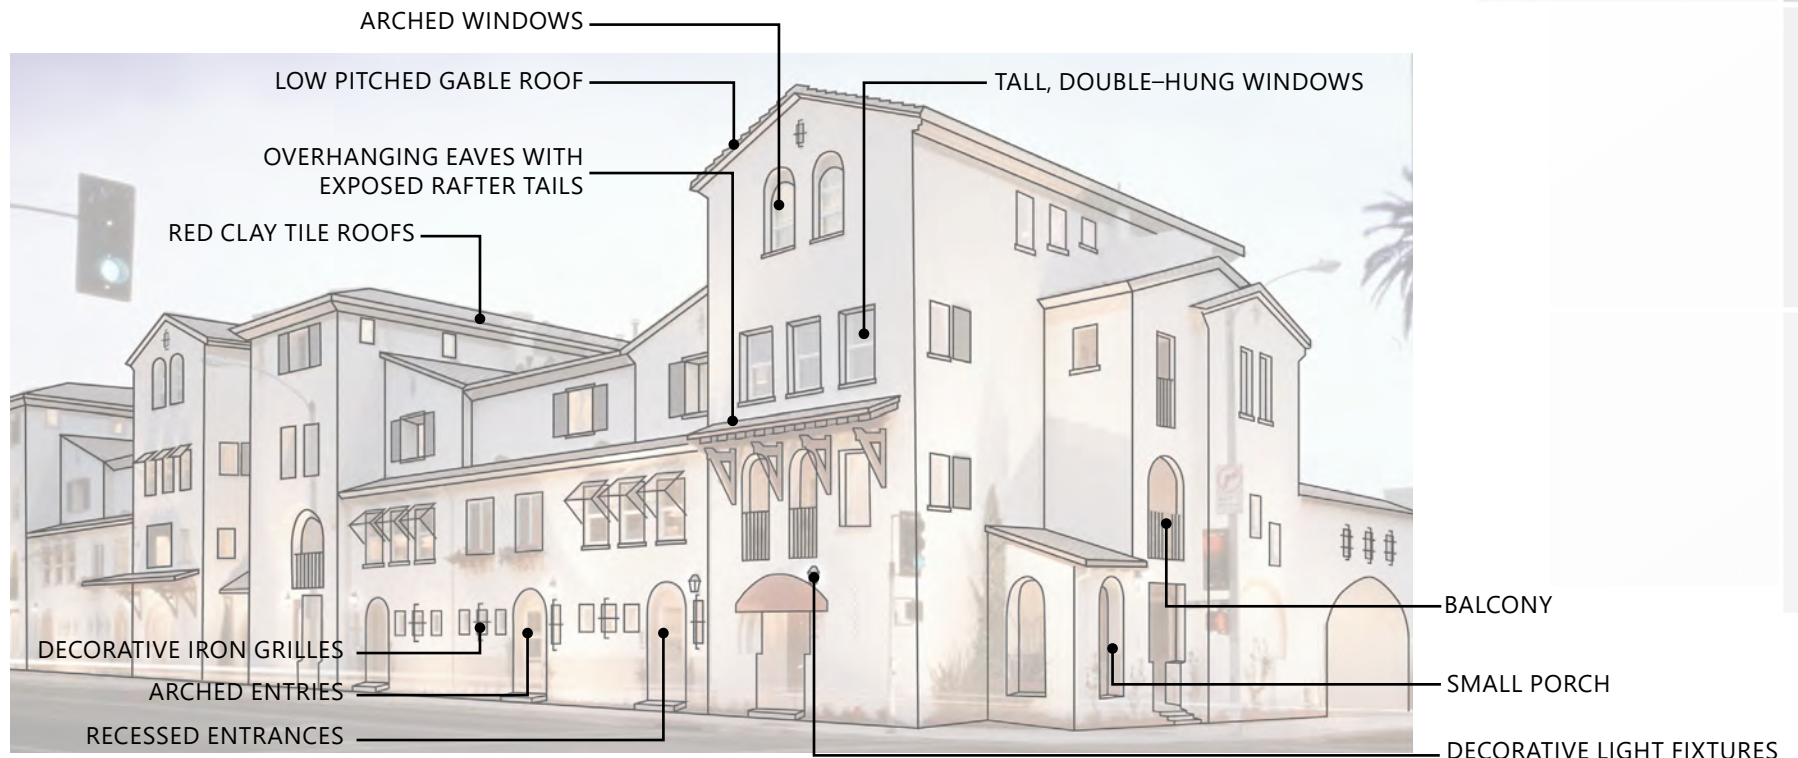 ARCHED WINDOWS
LOW PITCHED GABLE ROOF
TALL, DOUBLE–HUNG WINDOWS
OVERHANGING EAVES WITH
EXPOSED RAFTER TAILS
RED CLAY TILE ROOFS
BALCONY
DECORATIVE IRON GRILLES
SMALL PORCH
ARCHED ENTRIES
RECESSED ENTRANCES
DECORATIVE LIGHT FIXTURES